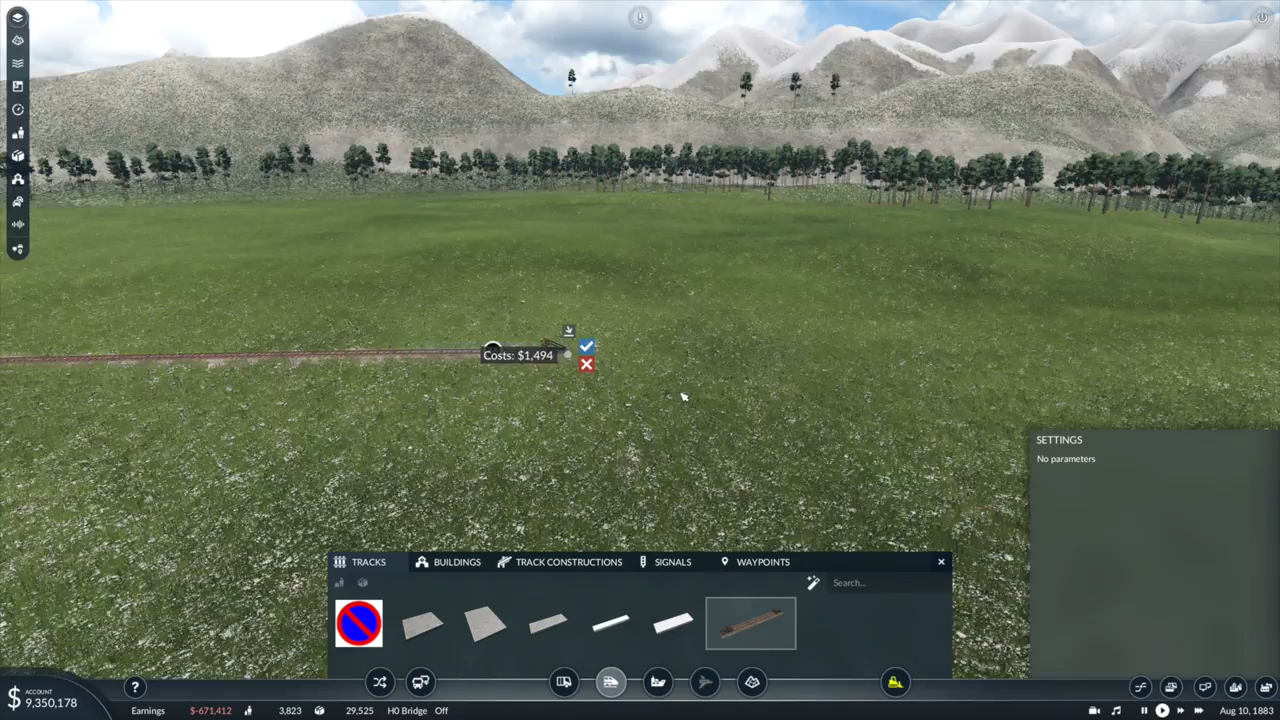 Costs: $1,494
SETTINGS
No parameters
TRACKS
BUILDINGS
TRACK CONSTRUCTIONS
SIGNALS
WAYPOINTS
Search...
$ ACCOUNT
9,350,178
?
Earnings $-671,412 3,823 29,525 H0 Bridge Off
Aug 10, 1883